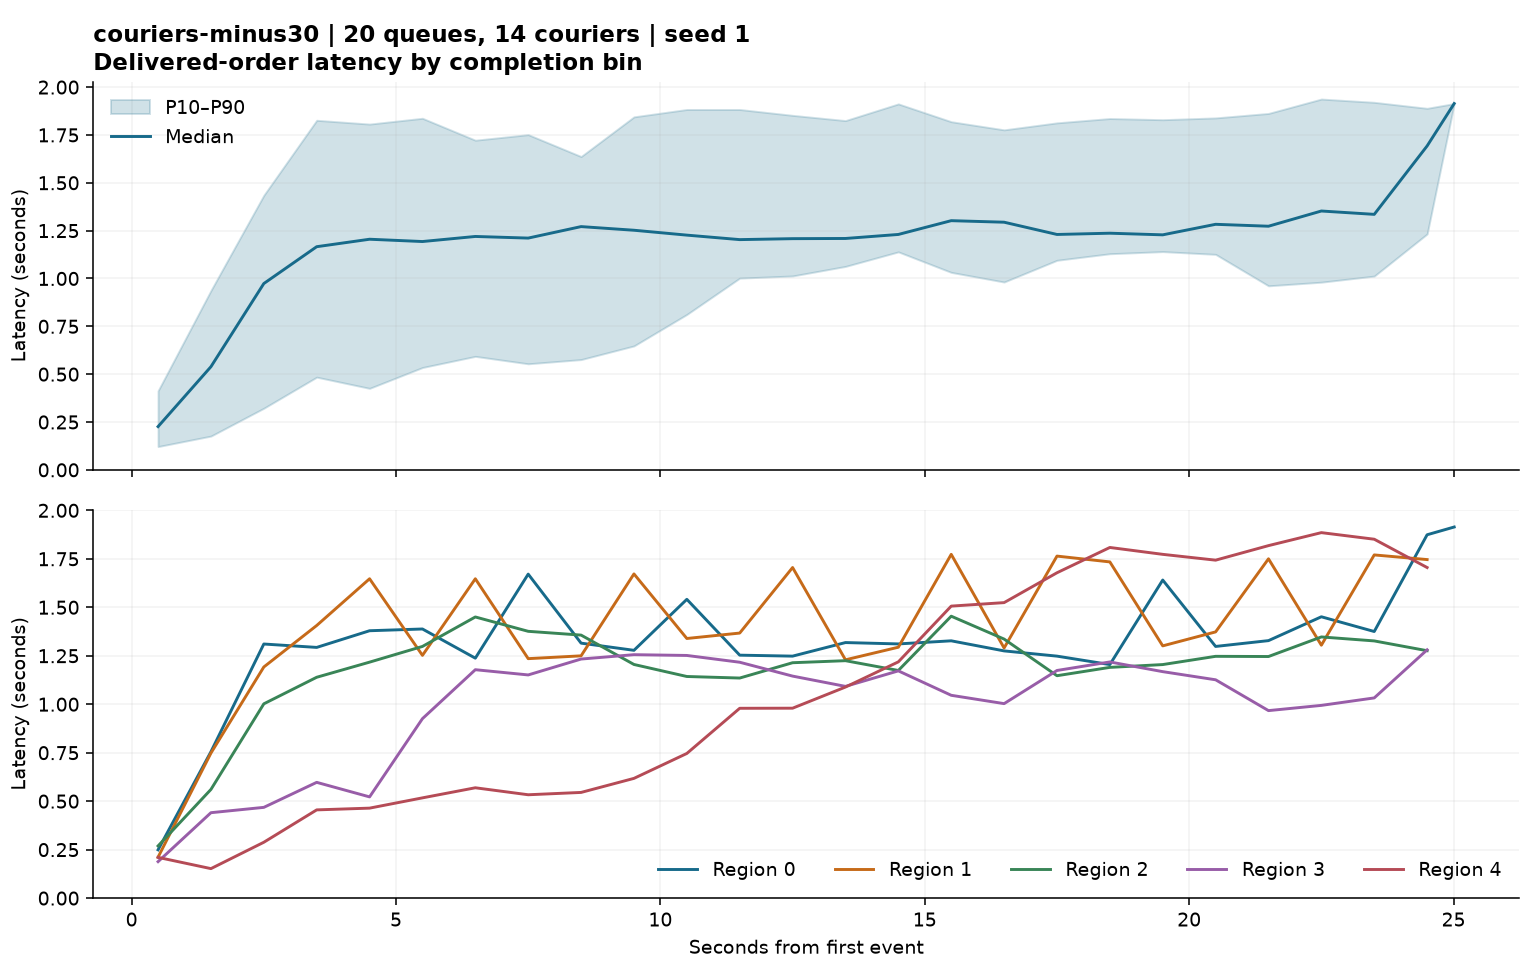 couriers-minus30 | 20 queues, 14 couriers | seed 1
Delivered-order latency by completion bin
P10–P90
Median
Latency (seconds)
2.00
1.75
1.50
1.25
1.00
0.75
0.50
0.25
0.00
Latency (seconds)
2.00
1.75
1.50
1.25
1.00
0.75
0.50
0.25
0.00
Region 0 Region 1 Region 2 Region 3 Region 4
0 5 10 15 20 25
Seconds from first event